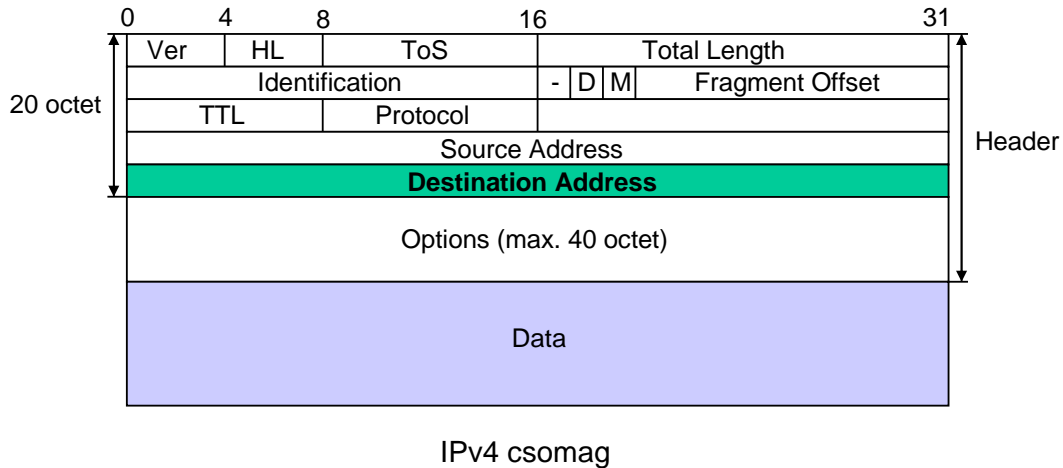 0 4 8 16 31
Ver HL ToS Total Length
Identification - D M Fragment Offset
20 octet
TTL Protocol
Header
Source Address
Destination Address
Options (max. 40 octet)
Data
IPv4 csomag